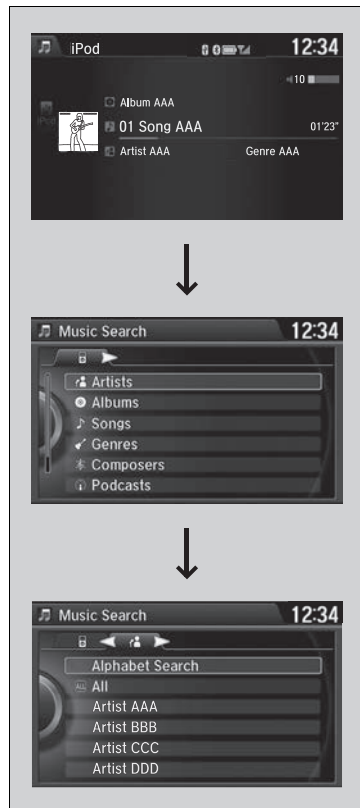 iPod 12:34
10
Album AAA
iPod
01 Song AAA 01'23"
Artist AAA Genre AAA
Music Search 12:34
Artists
Albums
Songs
Genres
Composers
Podcasts
Music Search 12:34
Alphabet Search
ALL All
Artist AAA
Artist BBB
Artist CCC
Artist DDD